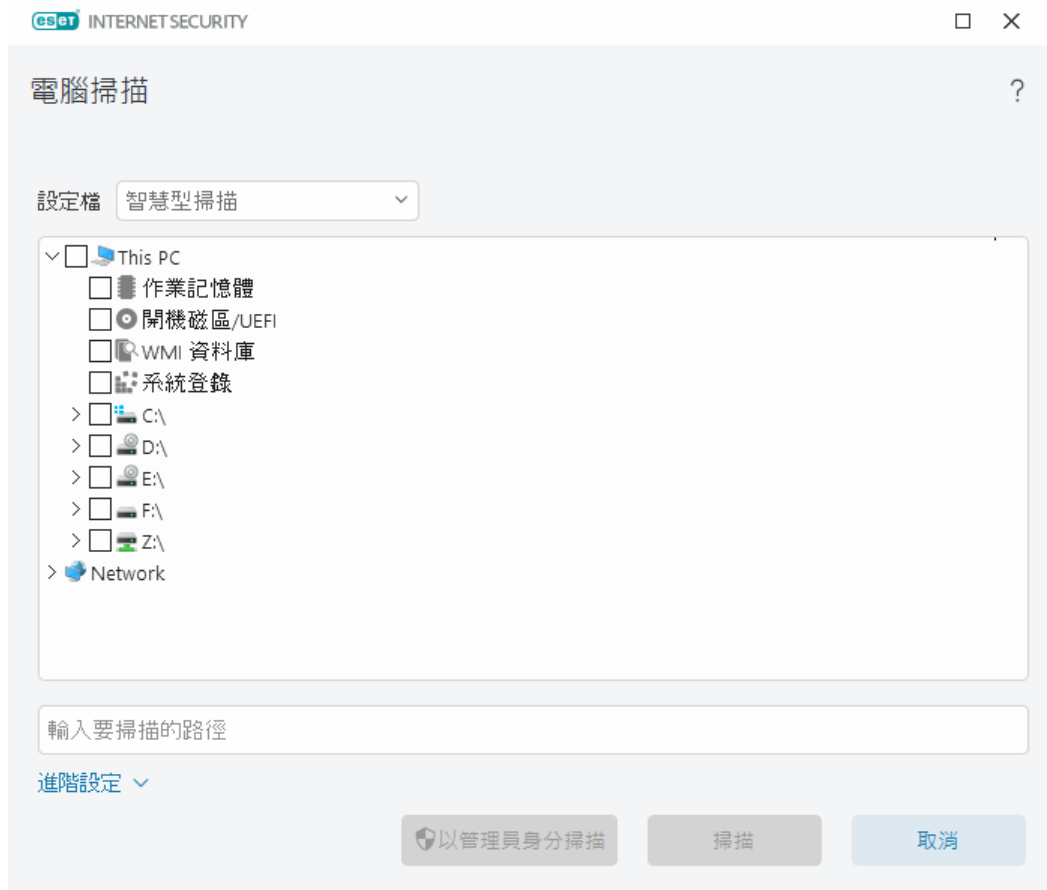 eset INTERNET SECURITY
電腦掃描
?
設定檔 智慧型掃描
This PC
作業記憶體
開機磁區/UEFI
WMI 資料庫
系統登錄
C:\
D:\
E:\
F:\
Z:\
Network
輸入要掃描的路徑
進階設定
以管理員身分掃描 掃描 取消